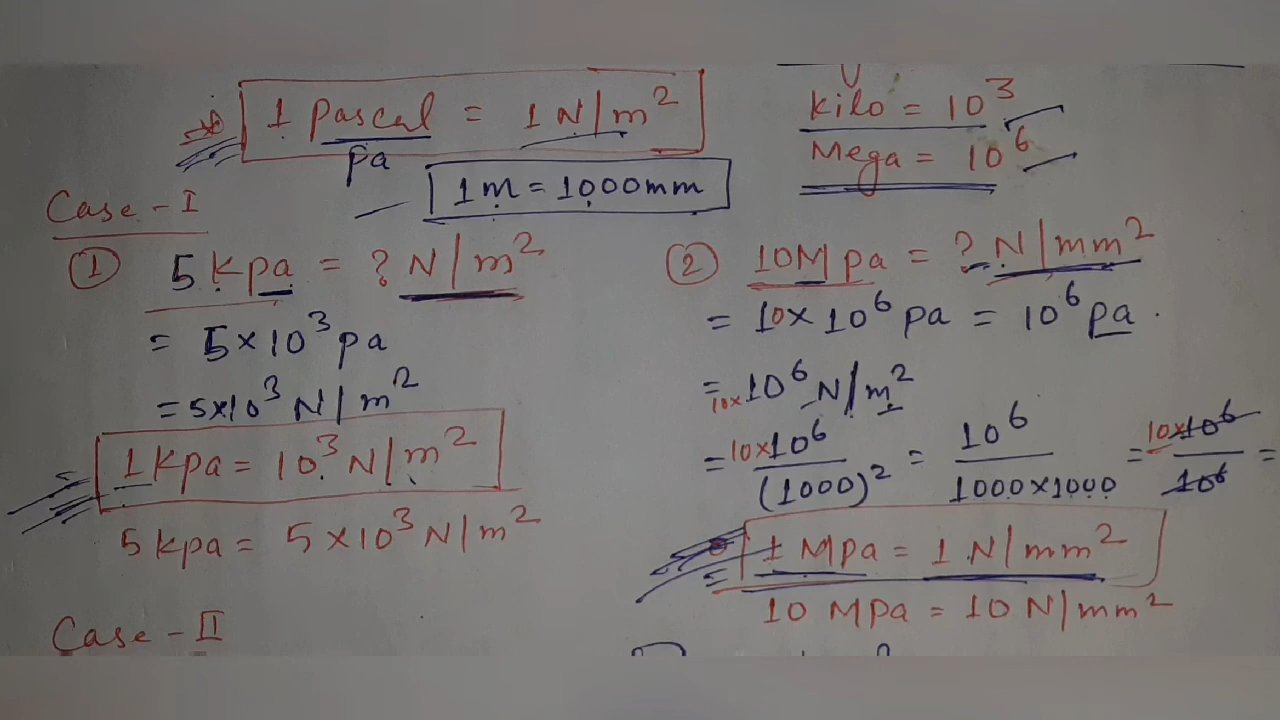 1 Pascal = 1 N/m²
Pa
Kilo = 10³
Mega = 10⁶
1m = 1000mm
Case - I
① 5 Kpa = ? N/m²
= 5×10³ pa
= 5×10³ N/m²
1 Kpa = 10³ N/m²
5 kpa = 5×10³ N/m²
② 10 M pa = ? N/mm²
= 10×10⁶ pa = 10⁶ pa.
= 10×10⁶ N/m²
= 10×10⁶/(1000)² = 10⁶/1000×1000 = 10×10⁶/10⁶ =
1 MPa = 1 N/mm²
10 MPa = 10 N/mm²
Case - II